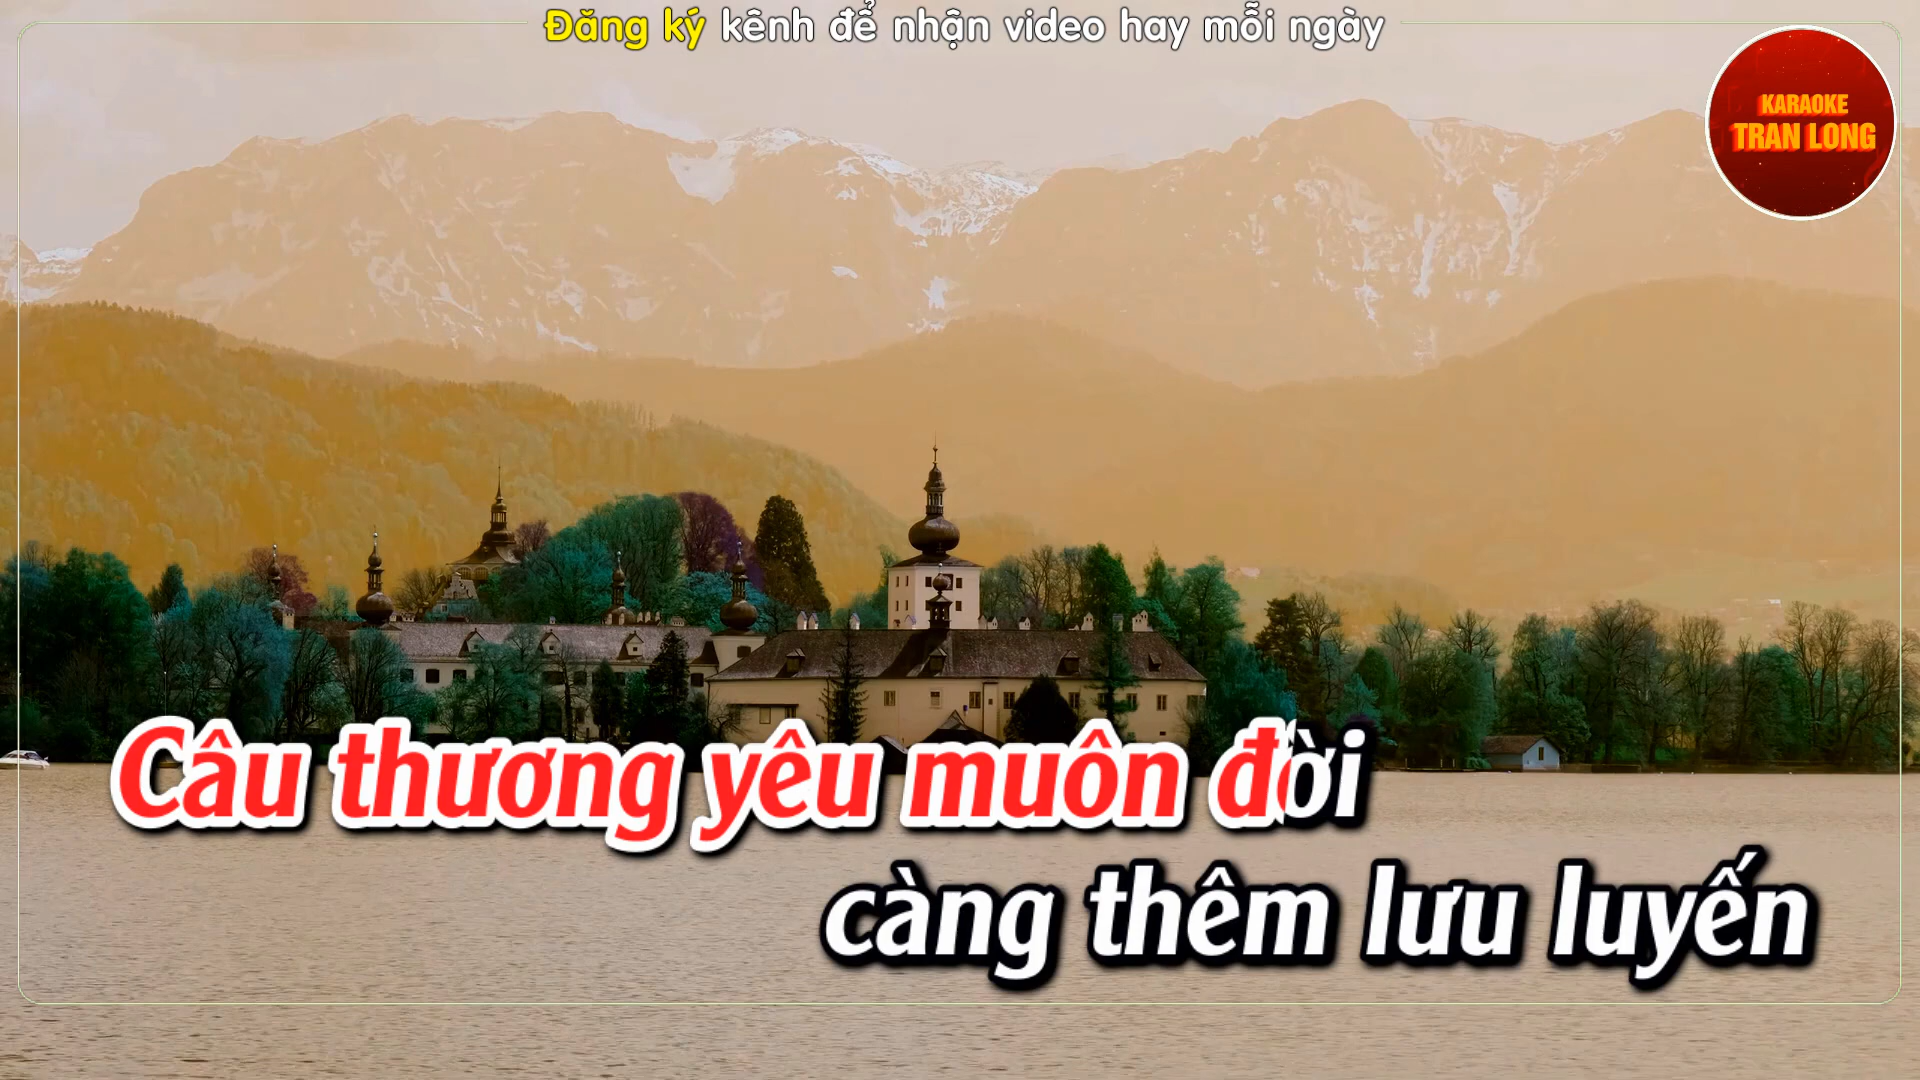 Đăng ký kênh để nhận video hay mỗi ngày
KARAOKE
TRAN LONG
Câu thương yêu muôn đời
càng thêm lưu luyến